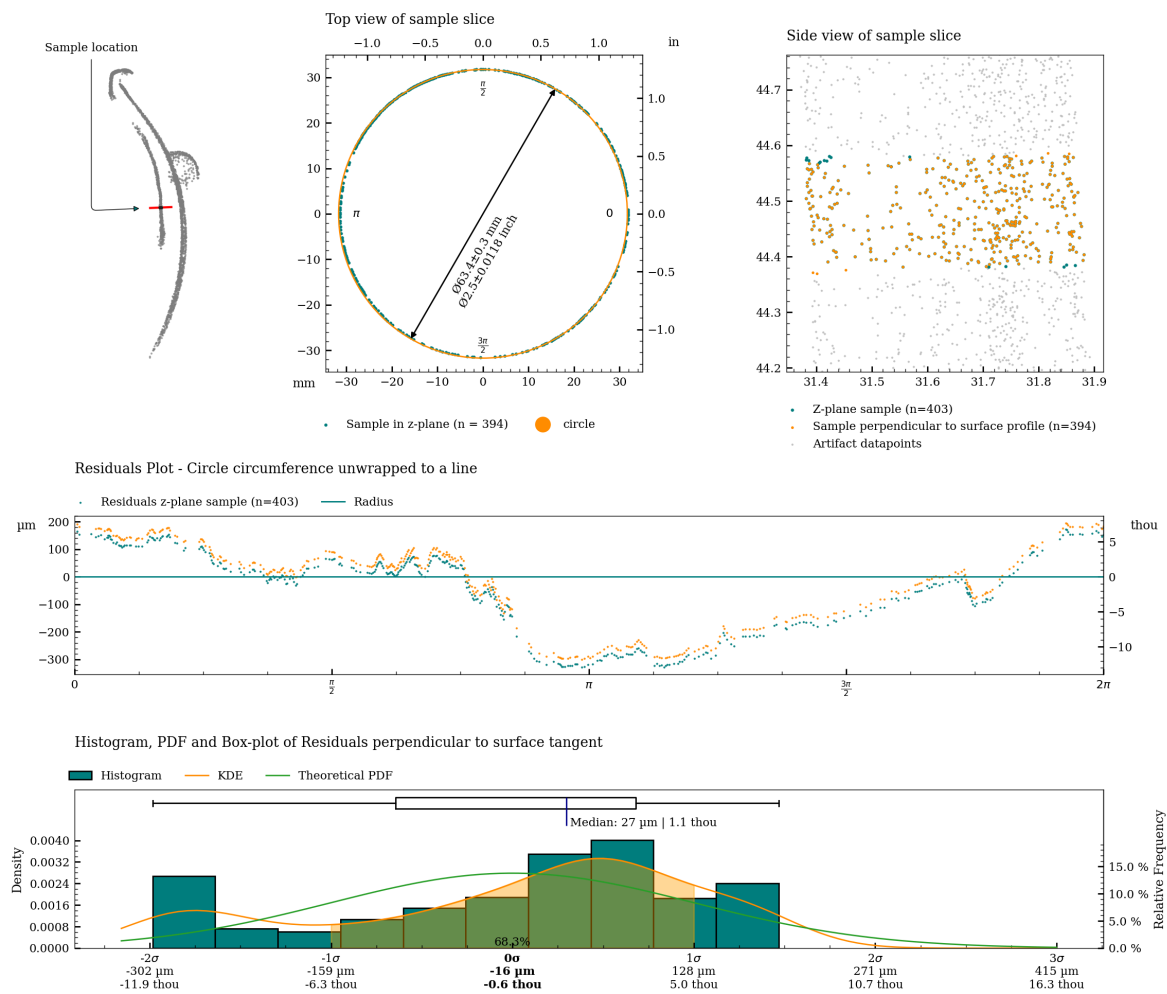 Sample location
Top view of sample slice
−1.0 −0.5 0.0 0.5 1.0 in
30
20
10
0
−10
−20
−30
mm
−30 −20 −10 0 10 20 30
1.0
0.5
0.0
−0.5
−1.0
π/2
π
0
3π/2
Ø63.4±0.3 mm
Ø2.5±0.0118 inch
Sample in z-plane (n = 394)
circle
Side view of sample slice
44.7
44.6
44.5
44.4
44.3
44.2
31.4 31.5 31.6 31.7 31.8 31.9
Z-plane sample (n=403)
Sample perpendicular to surface profile (n=394)
Artifact datapoints
Residuals Plot - Circle circumference unwrapped to a line
Residuals z-plane sample (n=403)
Radius
µm
200
100
0
−100
−200
−300
thou
5
0
−5
−10
0 π/2 π 3π/2 2π
Histogram, PDF and Box-plot of Residuals perpendicular to surface tangent
Histogram
KDE
Theoretical PDF
Median: 27 µm | 1.1 thou
Density
0.0040
0.0032
0.0024
0.0016
0.0008
0.0000
Relative Frequency
15.0 %
10.0 %
5.0 %
0.0 %
68.3%
-2σ -1σ 0σ 1σ 2σ 3σ
-302 µm -159 µm -16 µm 128 µm 271 µm 415 µm
-11.9 thou -6.3 thou -0.6 thou 5.0 thou 10.7 thou 16.3 thou